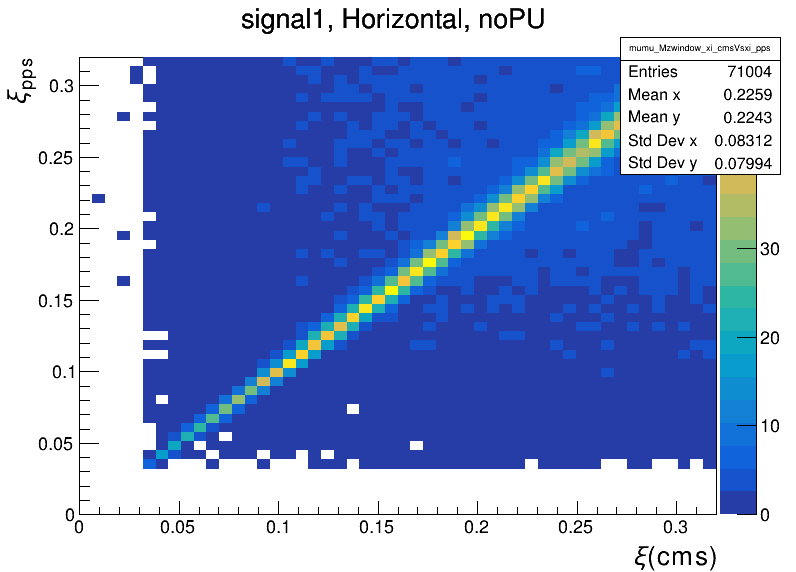 signal1, Horizontal, noPU
mumu_Mzwindow_xi_cmsVsxi_pps
Entries 71004
Mean x 0.2259
Mean y 0.2243
Std Dev x 0.08312
Std Dev y 0.07994
ξpps
0.3
0.25
0.2
0.15
0.1
0.05
0
0 0.05 0.1 0.15 0.2 0.25 0.3
ξ(cms)
30
20
10
0